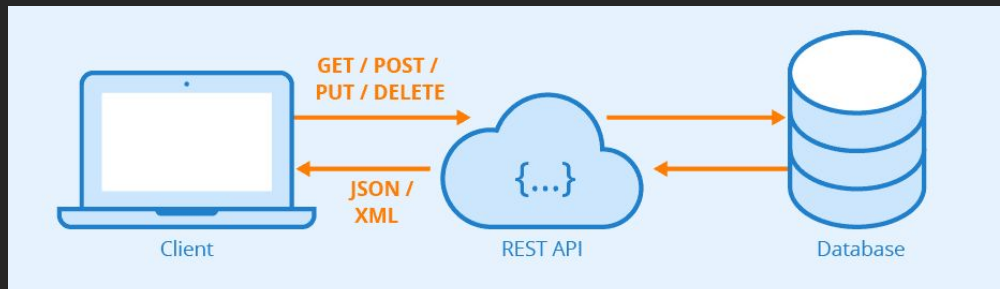 GET / POST /
PUT / DELETE
{...}
JSON /
XML
Client
REST API
Database